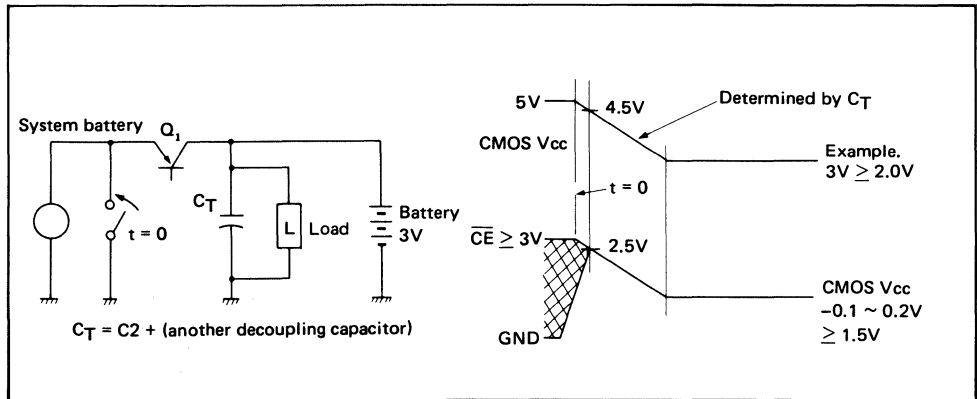 System battery
Q1
t = 0
CT
L
Load
Battery
3V
CT = C2 + (another decoupling capacitor)
5V
4.5V
Determined by CT
CMOS Vcc
Example.
3V ≥ 2.0V
t = 0
CE ≥ 3V
2.5V
CMOS Vcc
–0.1 ~ 0.2V
≥ 1.5V
GND